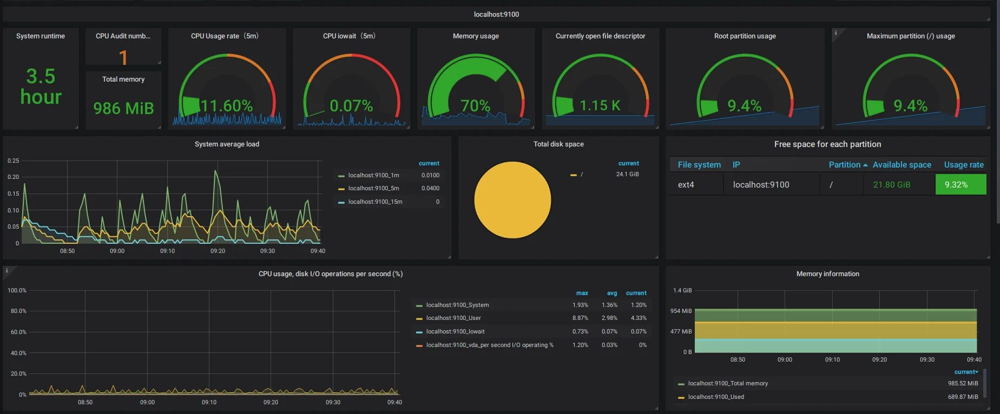 localhost:9100
System runtime
3.5
hour
CPU Audit numb...
1
Total memory
986 MiB
CPU Usage rate（5m）
11.60%
CPU iowait（5m）
0.07%
Memory usage
70%
Currently open file descriptor
1.15 K
Root partition usage
9.4%
i
Maximum partition (/) usage
9.4%
System average load
0.25
0.20
0.15
0.10
0.05
0
08:50 09:00 09:10 09:20 09:30 09:40
current
localhost:9100_1m 0.0100
localhost:9100_5m 0.0400
localhost:9100_15m 0
Total disk space
current
/ 24.1 GiB
Free space for each partition
File system IP Partition Available space Usage rate
ext4 localhost:9100 / 21.80 GiB 9.32%
i
CPU usage, disk I/O operations per second (%)
100.0%
80.0%
60.0%
40.0%
20.0%
0%
08:50 09:00 09:10 09:20 09:30 09:40
max avg current
localhost:9100_System 1.93% 1.36% 1.20%
localhost:9100_User 8.87% 2.98% 4.33%
localhost:9100_Iowait 0.73% 0.07% 0.07%
localhost:9100_vda_per second I/O operating % 1.20% 0.03% 0%
Memory information
1.4 GiB
954 MiB
477 MiB
0 B
08:50 09:00 09:10 09:20 09:30 09:40
current
localhost:9100_Total memory 985.52 MiB
localhost:9100_Used 689.87 MiB